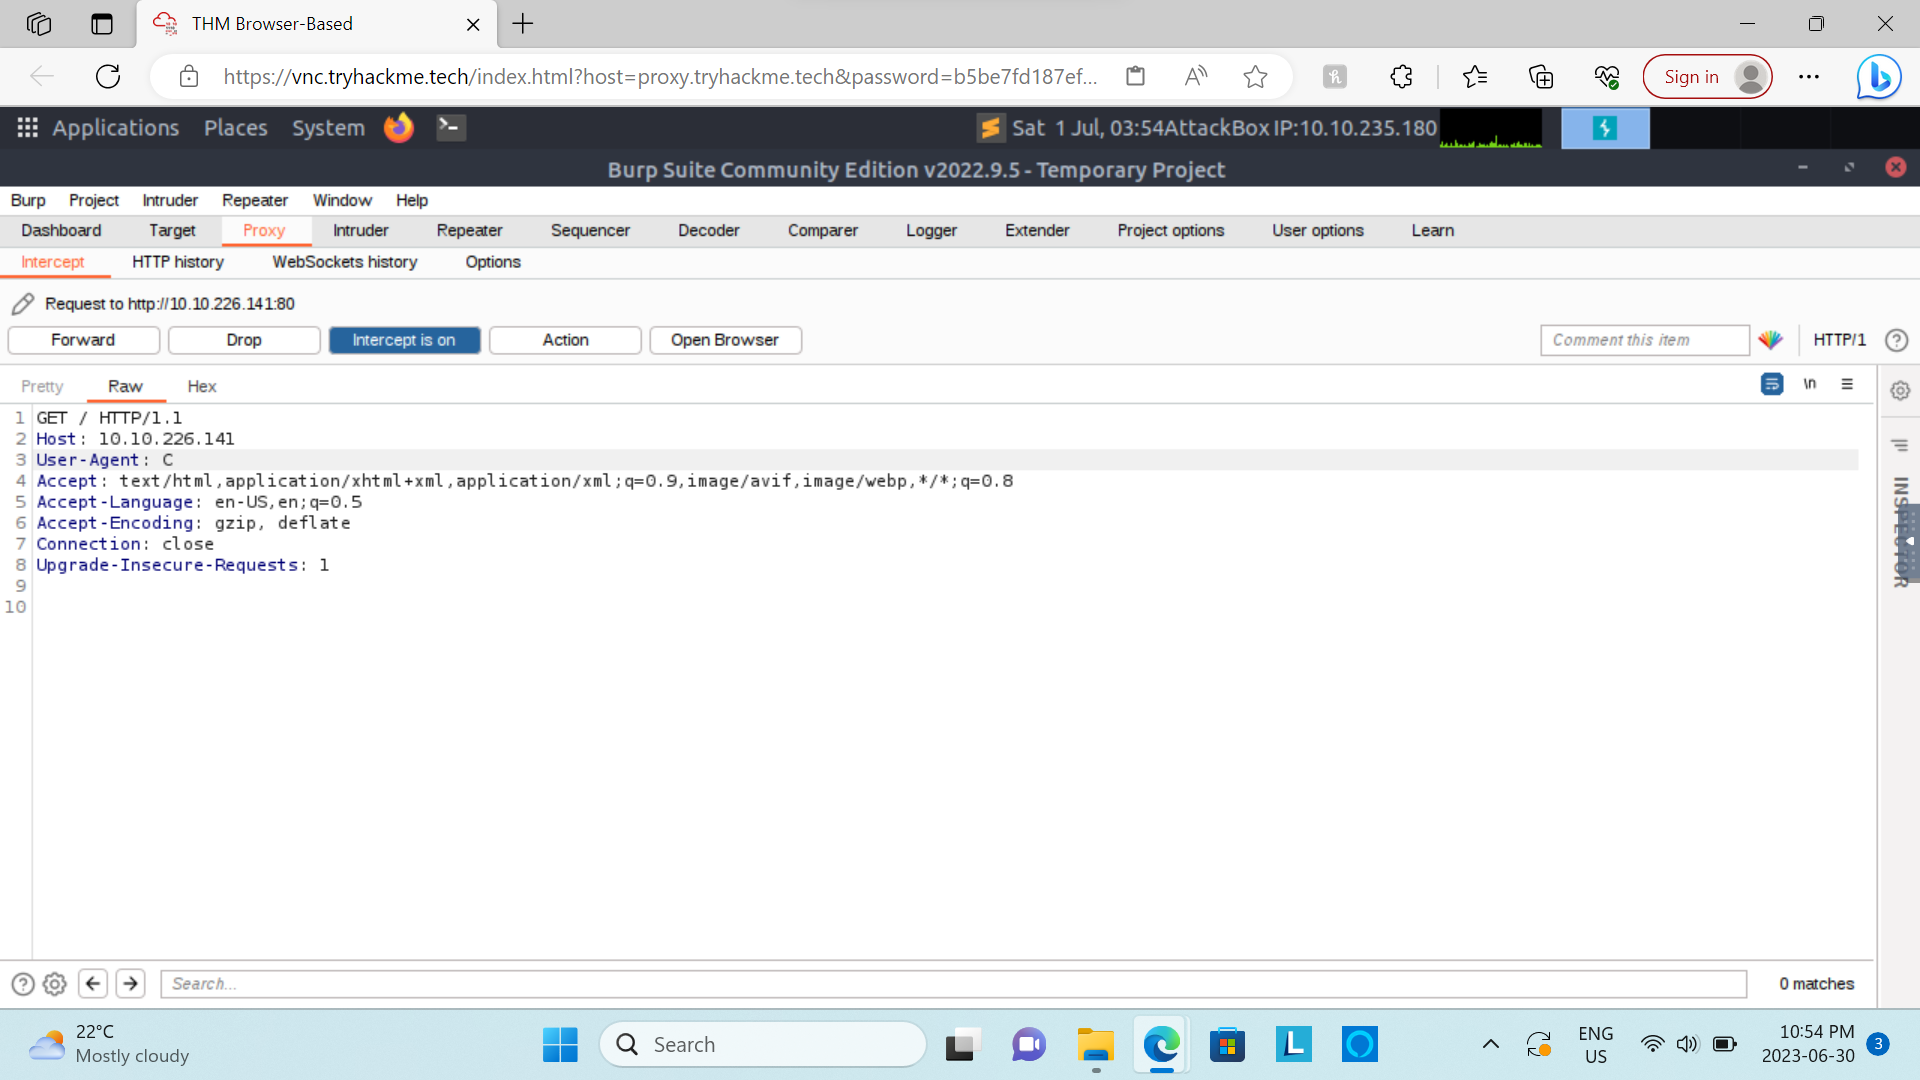 THM Browser-Based
https://vnc.tryhackme.tech/index.html?host=proxy.tryhackme.tech&password=b5be7fd187ef...
Sign in
Applications Places System Sat 1 Jul, 03:54 AttackBox IP:10.10.235.180
Burp Suite Community Edition v2022.9.5 - Temporary Project
Burp Project Intruder Repeater Window Help
Dashboard Target Proxy Intruder Repeater Sequencer Decoder Comparer Logger Extender Project options User options Learn
Intercept HTTP history WebSockets history Options
Request to http://10.10.226.141:80
Forward Drop Intercept is on Action Open Browser Comment this item HTTP/1 ?
Pretty Raw Hex \n
1 GET / HTTP/1.1
2 Host: 10.10.226.141
3 User-Agent: C
4 Accept: text/html,application/xhtml+xml,application/xml;q=0.9,image/avif,image/webp,*/*;q=0.8
5 Accept-Language: en-US,en;q=0.5
6 Accept-Encoding: gzip, deflate
7 Connection: close
8 Upgrade-Insecure-Requests: 1
9
10
INSPECTOR
? Search... 0 matches
22°C
Mostly cloudy
Search
ENG
US
10:54 PM
2023-06-30
3